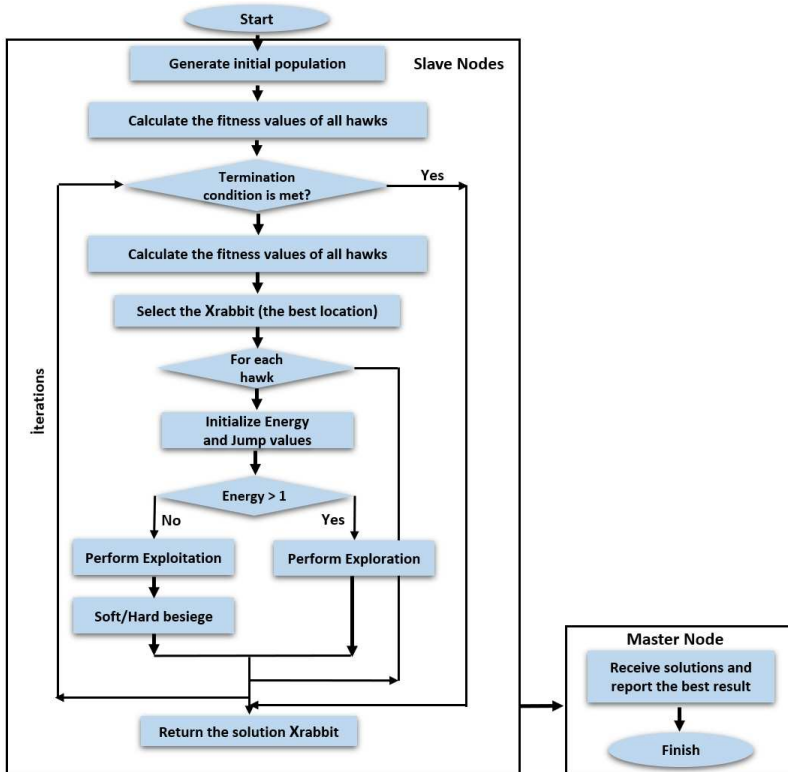 Start
Slave Nodes
Generate initial population
Calculate the fitness values of all hawks
Termination
condition is met?
Yes
Calculate the fitness values of all hawks
Select the Xrabbit (the best location)
For each
hawk
iterations
Initialize Energy
and Jump values
Energy > 1
No
Yes
Perform Exploitation
Perform Exploration
Soft/Hard besiege
Return the solution Xrabbit
Master Node
Receive solutions and
report the best result
Finish